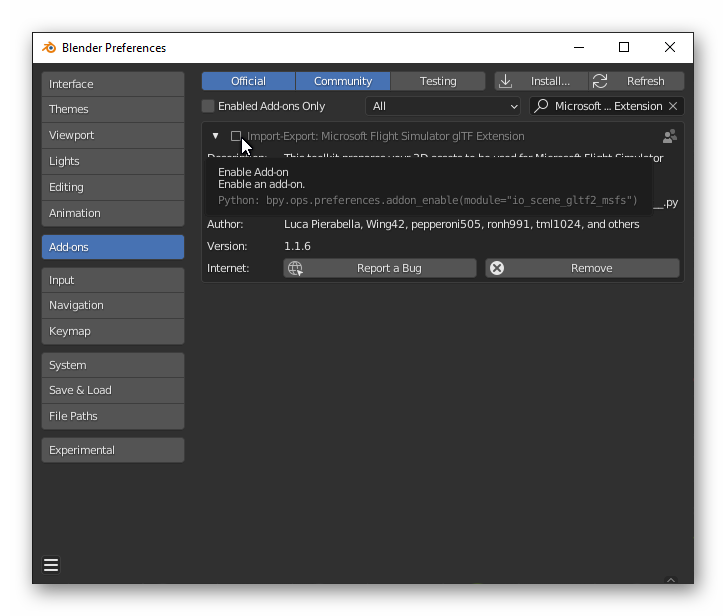 Blender Preferences
Interface
Themes
Viewport
Lights
Editing
Animation
Add-ons
Input
Navigation
Keymap
System
Save & Load
File Paths
Experimental
Official Community Testing Install... Refresh
Enabled Add-ons Only All Microsoft ... Extension
Import-Export: Microsoft Flight Simulator glTF Extension
Description: This toolkit prepares your 3D assets to be used for Microsoft Flight Simulator
Enable Add-on
Enable an add-on.
Python: bpy.ops.preferences.addon_enable(module="io_scene_gltf2_msfs")
__.py
Author: Luca Pierabella, Wing42, pepperoni505, ronh991, tml1024, and others
Version: 1.1.6
Internet: Report a Bug Remove